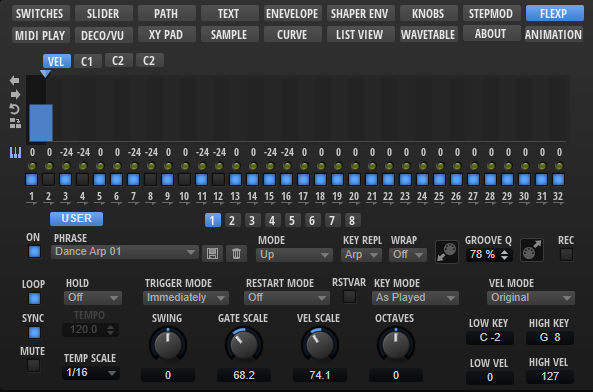 SWITCHES SLIDER PATH TEXT ENEVELOPE SHAPER ENV KNOBS STEPMOD FLEXP
MIDI PLAY DECO/VU XY PAD SAMPLE CURVE LIST VIEW WAVETABLE ABOUT ANIMATION
VEL C1 C2 C2
0 0 -24 -24 0 0 0 -24 0 0 -24 -24 0 0 -24 -24 0 0 0 0 0 0 0 0 0 0 0 0 0 0 0 0
1 2 3 4 5 6 7 8 9 10 11 12 13 14 15 16 17 18 19 20 21 22 23 24 25 26 27 28 29 30 31 32
USER 1 2 3 4 5 6 7 8
ON PHRASE MODE KEY REPL WRAP GROOVE Q REC
Dance Arp 01 Up Arp Off 78 %
LOOP HOLD TRIGGER MODE RESTART MODE RSTVAR KEY MODE VEL MODE
Off Immediately Off As Played Original
SYNC TEMPO SWING GATE SCALE VEL SCALE OCTAVES LOW KEY HIGH KEY
120.0 C -2 G 8
MUTE TEMP SCALE LOW VEL HIGH VEL
1/16 0 68.2 74.1 0 0 127